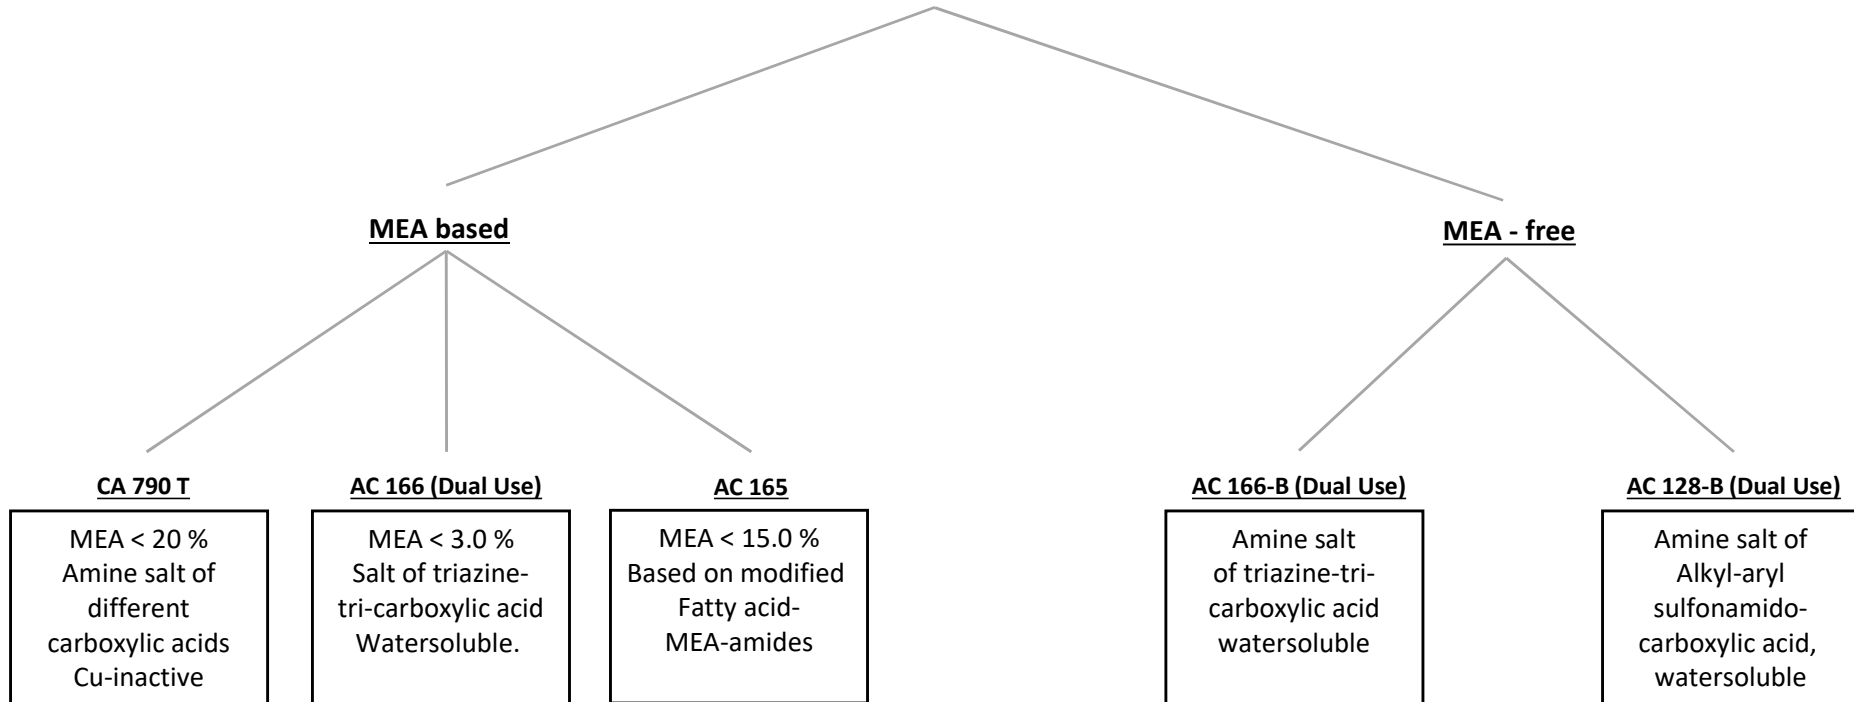 MEA based
MEA - free
CA 790 T
MEA < 20 %
Amine salt of
different
carboxylic acids
Cu-inactive
AC 166 (Dual Use)
MEA < 3.0 %
Salt of triazine-
tri-carboxylic acid
Watersoluble.
AC 165
MEA < 15.0 %
Based on modified
Fatty acid-
MEA-amides
AC 166-B (Dual Use)
Amine salt
of triazine-tri-
carboxylic acid
watersoluble
AC 128-B (Dual Use)
Amine salt of
Alkyl-aryl
sulfonamido-
carboxylic acid,
watersoluble